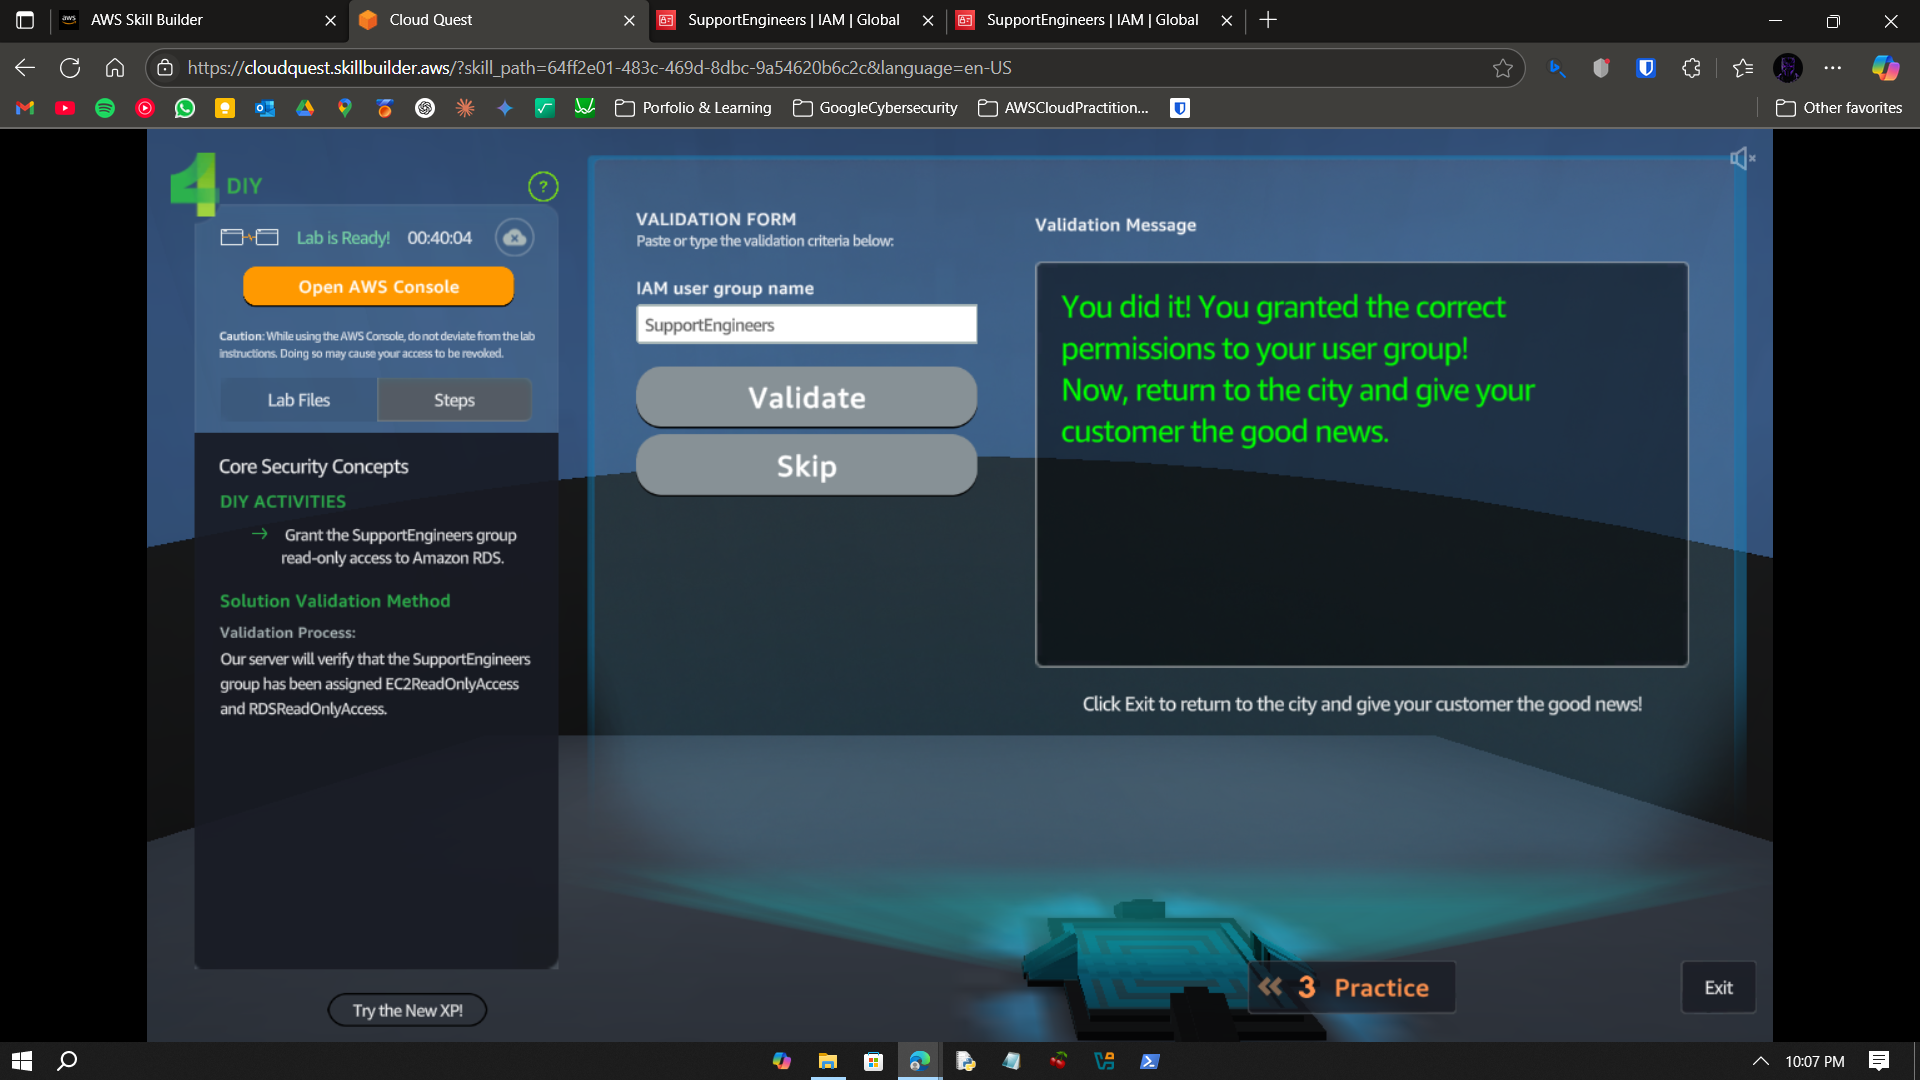 aws
AWS Skill Builder
Cloud Quest
SupportEngineers | IAM | Global
SupportEngineers | IAM | Global
https://cloudquest.skillbuilder.aws/?skill_path=64ff2e01-483c-469d-8dbc-9a54620b6c2c&language=en-US
Porfolio & Learning
GoogleCybersecurity
AWSCloudPractition...
Other favorites
4 DIY
?
Lab is Ready! 00:40:04
Open AWS Console
Caution: While using the AWS Console, do not deviate from the lab
instructions. Doing so may cause your access to be revoked.
Lab Files
Steps
Core Security Concepts
DIY ACTIVITIES
→ Grant the SupportEngineers group
read-only access to Amazon RDS.
Solution Validation Method
Validation Process:
Our server will verify that the SupportEngineers
group has been assigned EC2ReadOnlyAccess
and RDSReadOnlyAccess.
Try the New XP!
VALIDATION FORM
Paste or type the validation criteria below:
IAM user group name
SupportEngineers
Validate
Skip
Validation Message
You did it! You granted the correct
permissions to your user group!
Now, return to the city and give your
customer the good news.
Click Exit to return to the city and give your customer the good news!
3 Practice
Exit
10:07 PM